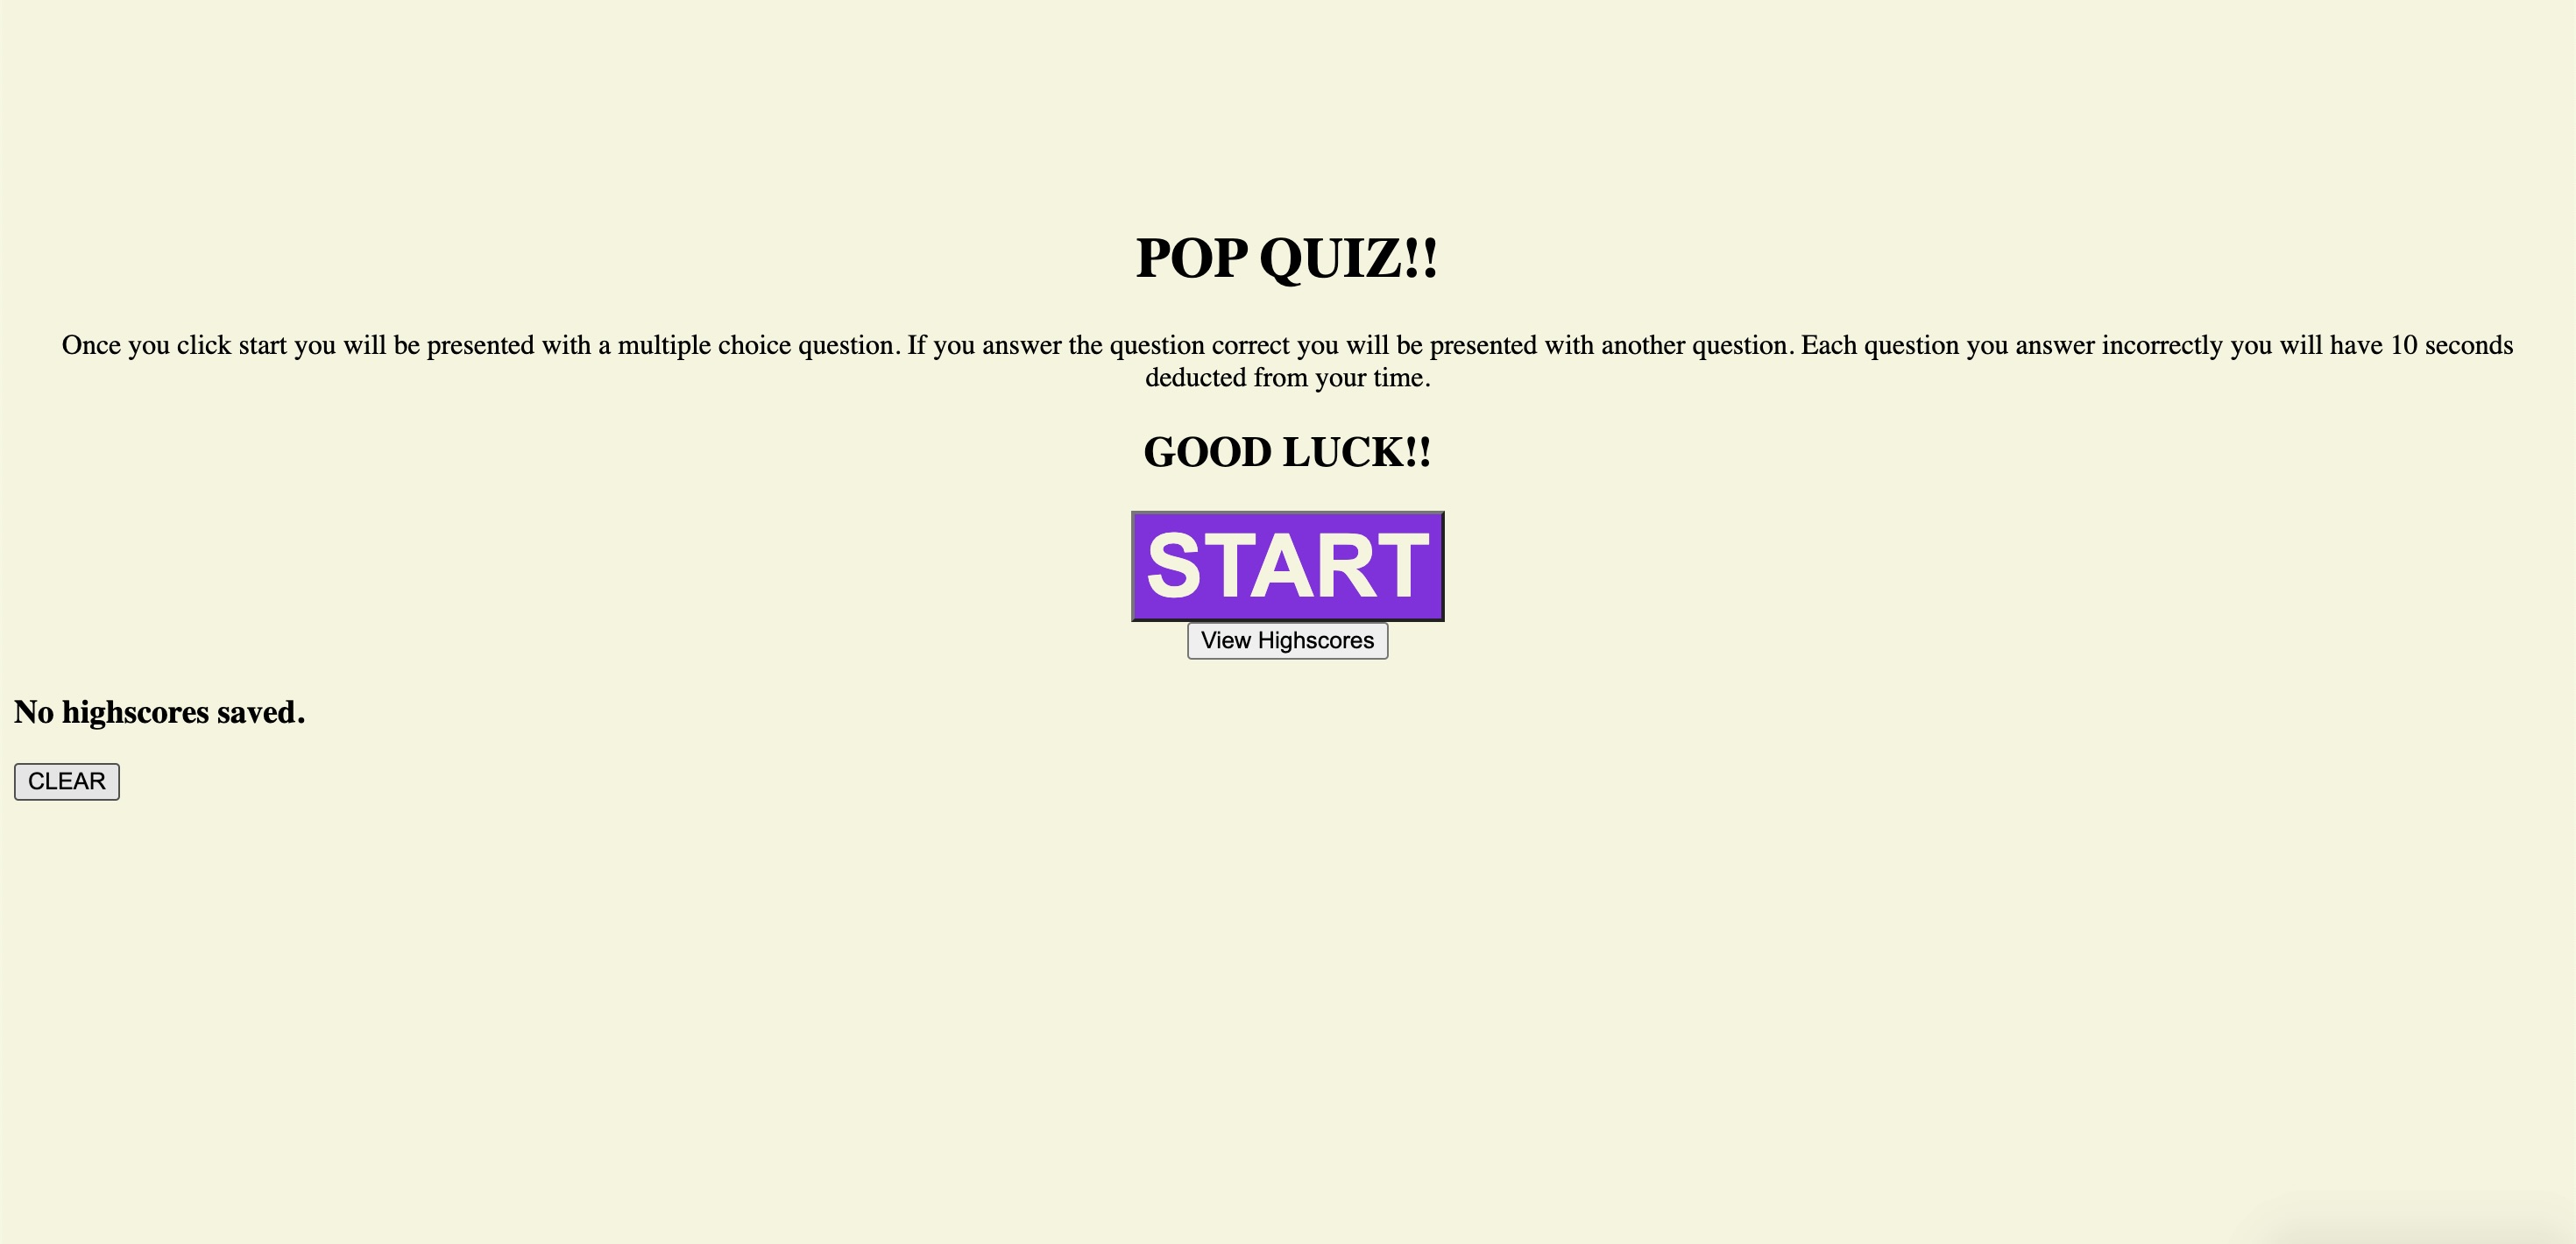 POP QUIZ!!
Once you click start you will be presented with a multiple choice question. If you answer the question correct you will be presented with another question. Each question you answer incorrectly you will have 10 seconds
deducted from your time.
GOOD LUCK!!
START
View Highscores
No highscores saved.
CLEAR